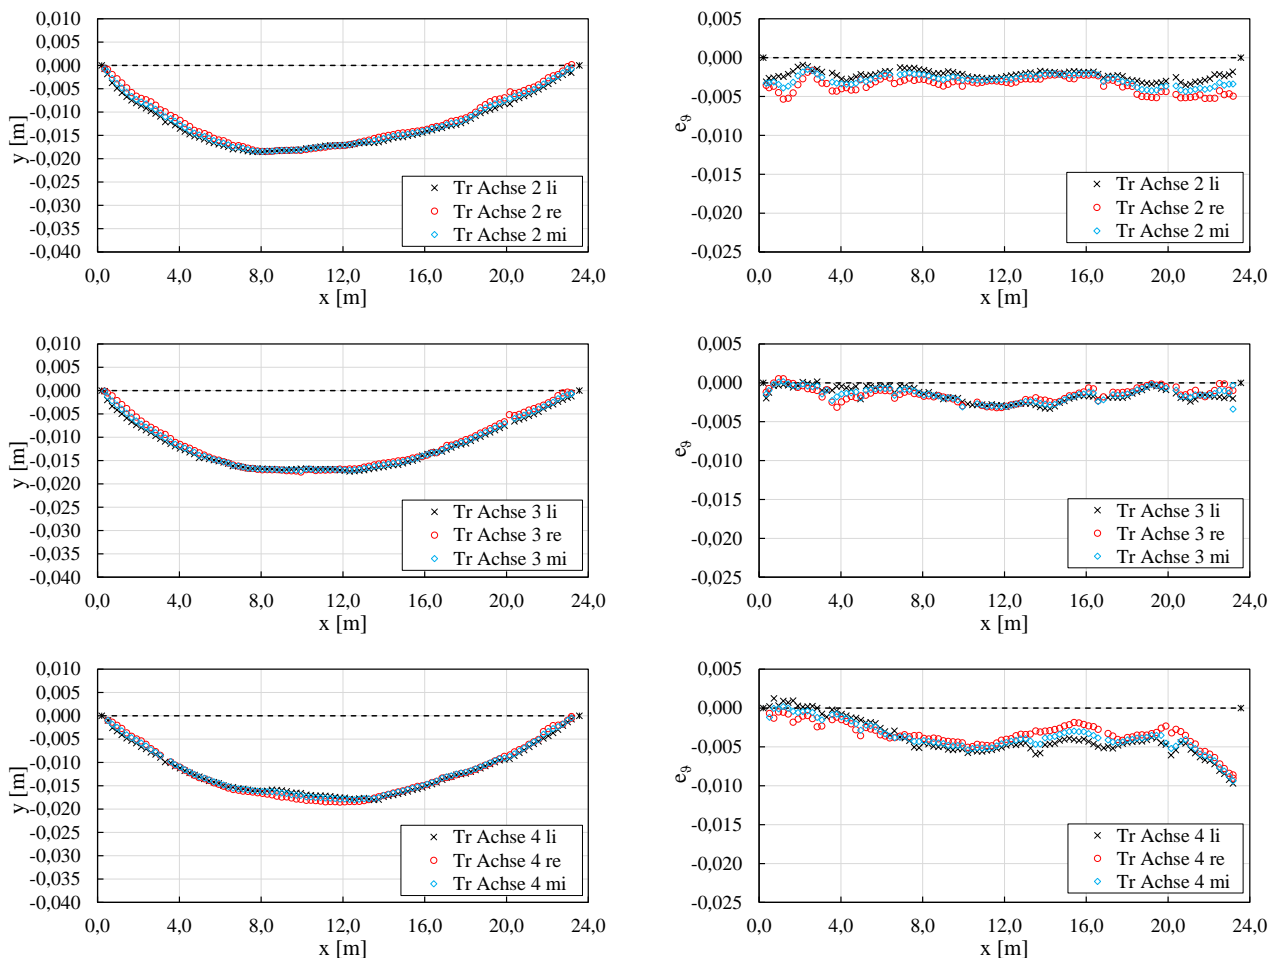 0,010
0,005
0,000
-0,005
-0,010
-0,015
-0,020
-0,025
-0,030
-0,035
-0,040
y [m]
0,0 4,0 8,0 12,0 16,0 20,0 24,0
x [m]
Tr Achse 2 li
Tr Achse 2 re
Tr Achse 2 mi
0,005
0,000
-0,005
-0,010
-0,015
-0,020
-0,025
eϑ
0,0 4,0 8,0 12,0 16,0 20,0 24,0
x [m]
Tr Achse 2 li
Tr Achse 2 re
Tr Achse 2 mi
0,010
0,005
0,000
-0,005
-0,010
-0,015
-0,020
-0,025
-0,030
-0,035
-0,040
y [m]
0,0 4,0 8,0 12,0 16,0 20,0 24,0
x [m]
Tr Achse 3 li
Tr Achse 3 re
Tr Achse 3 mi
0,005
0,000
-0,005
-0,010
-0,015
-0,020
-0,025
eϑ
0,0 4,0 8,0 12,0 16,0 20,0 24,0
x [m]
Tr Achse 3 li
Tr Achse 3 re
Tr Achse 3 mi
0,010
0,005
0,000
-0,005
-0,010
-0,015
-0,020
-0,025
-0,030
-0,035
-0,040
y [m]
0,0 4,0 8,0 12,0 16,0 20,0 24,0
x [m]
Tr Achse 4 li
Tr Achse 4 re
Tr Achse 4 mi
0,005
0,000
-0,005
-0,010
-0,015
-0,020
-0,025
eϑ
0,0 4,0 8,0 12,0 16,0 20,0 24,0
x [m]
Tr Achse 4 li
Tr Achse 4 re
Tr Achse 4 mi